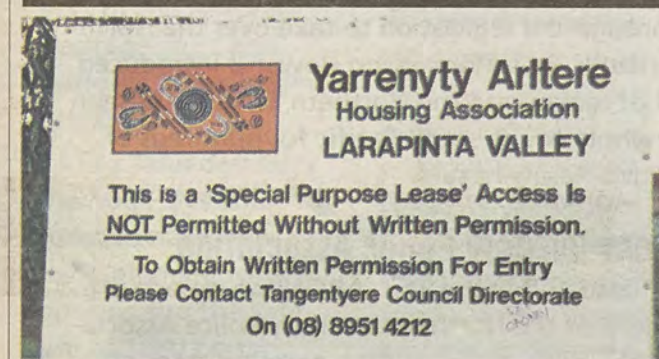 Yarrenyty Arltere
Housing Association
LARAPINTA VALLEY
This is a 'Special Purpose Lease' Access Is
NOT Permitted Without Written Permission.
To Obtain Written Permission For Entry
Please Contact Tangentyere Council Directorate
On (08) 8951 4212